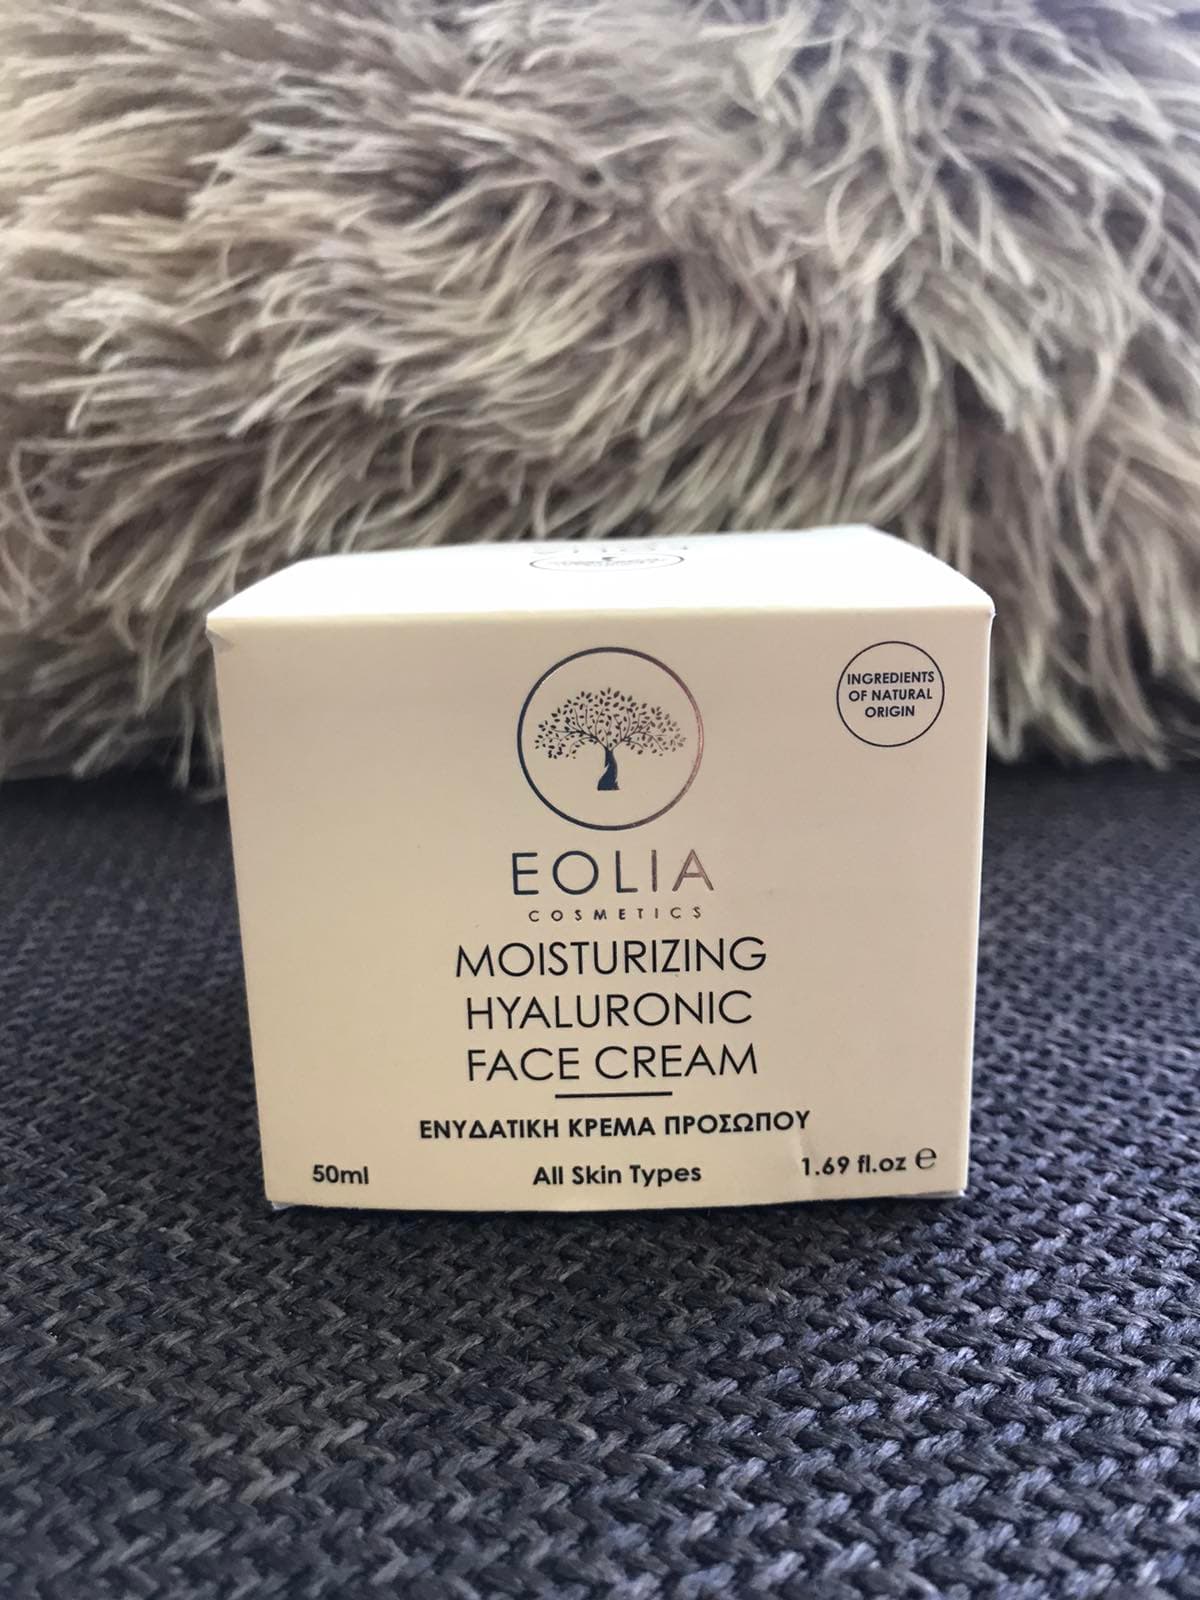 INGREDIENTS
OF NATURAL
ORIGIN
EOLIA
COSMETICS
MOISTURIZING
HYALURONIC
FACE CREAM
ΕΝΥΔΑΤΙΚΗ ΚΡΕΜΑ ΠΡΟΣΩΠΟΥ
50ml
All Skin Types
1.69 fl.oz ℮